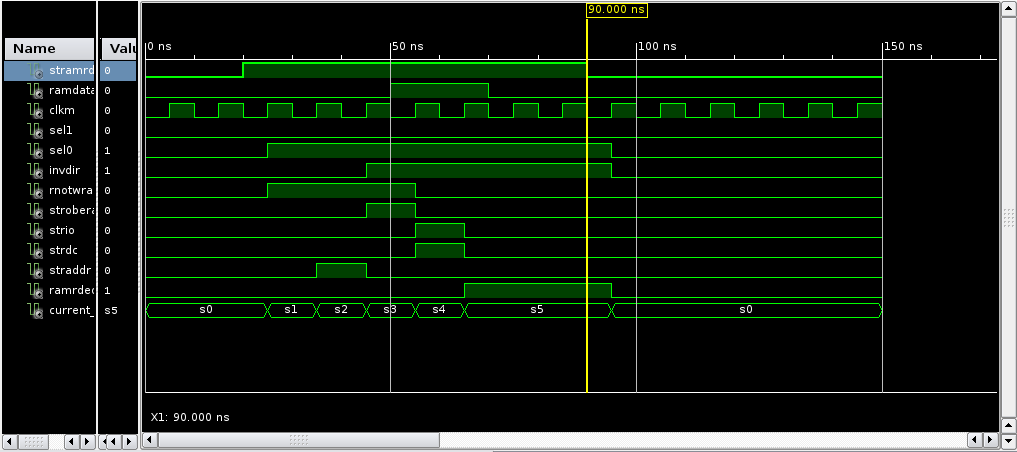 90.000 ns
Name Valu
0 ns 50 ns 100 ns 150 ns
stramrd 0
ramdata 0
clkm 0
sel1 0
sel0 1
invdir 1
rnotwra 0
strobera 0
strio 0
strdc 0
straddr 0
ramrded 1
current_ s5 s0 s1 s2 s3 s4 s5 s0
X1: 90.000 ns